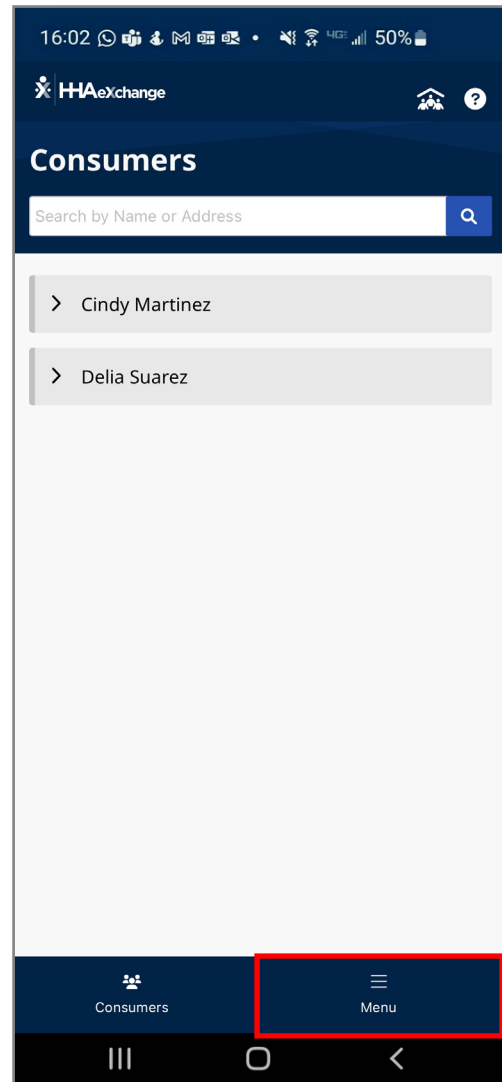 16:02 50%
HHAeXchange
Consumers
Search by Name or Address
Cindy Martinez
Delia Suarez
Consumers Menu